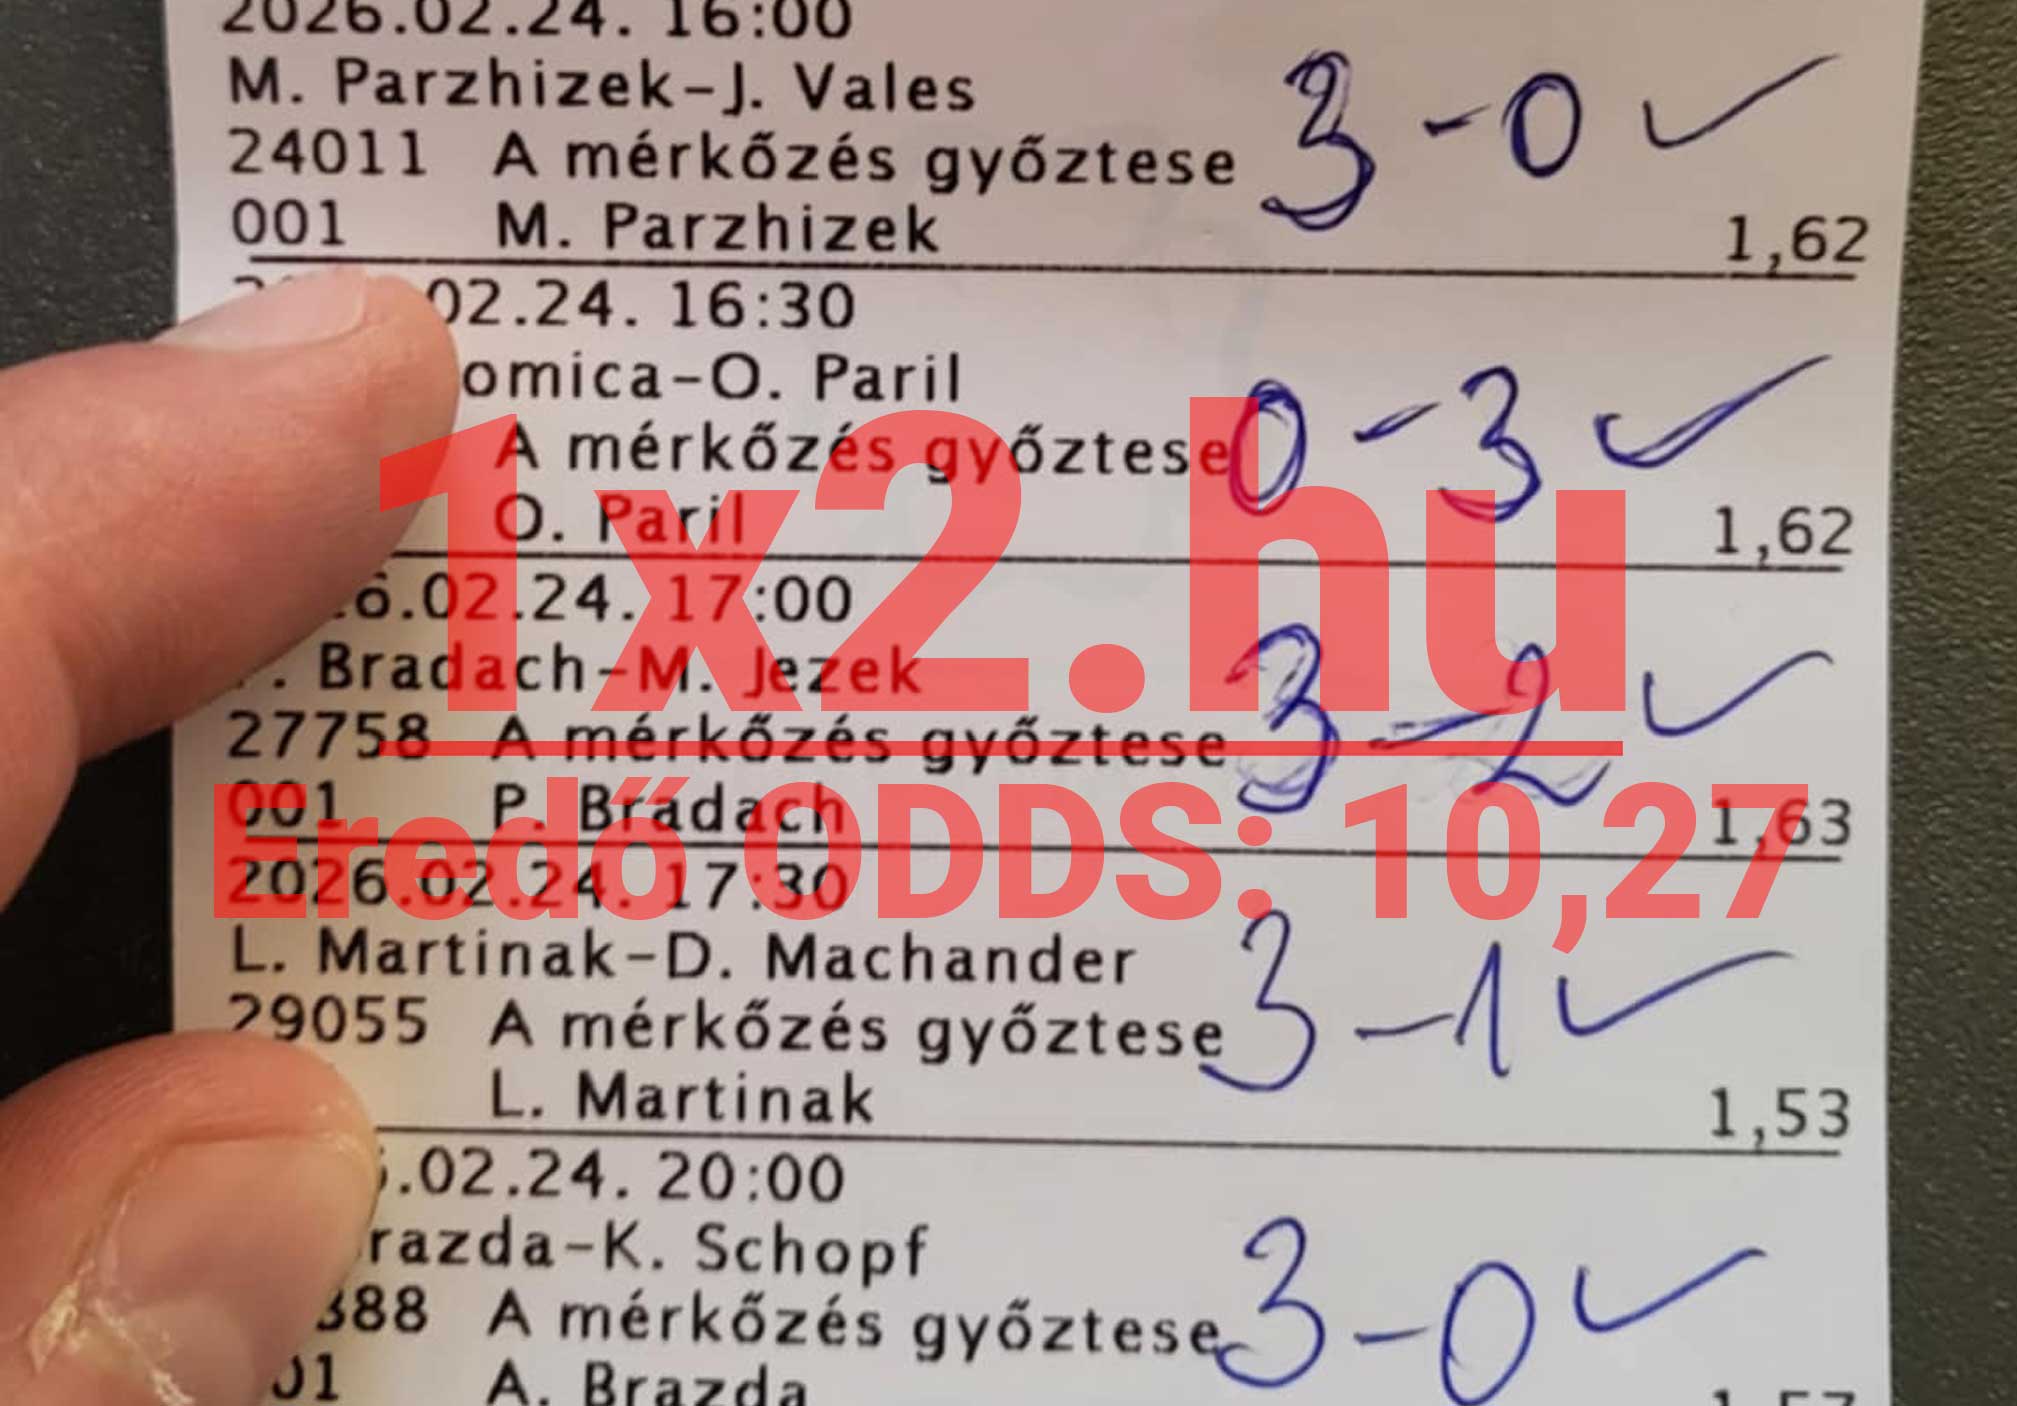 2026.02.24. 16:00
M. Parzhizek-J. Vales
24011 A mérkőzés győztese 3-0 ✓
001 M. Parzhizek 1,62
02.24. 16:30
omica-O. Paril
A mérkőzés győztese 0-3 ✓
O. Paril 1,62
6.02.24. 17:00
. Bradach-M. Jezek
27758 A mérkőzés győztese 3-2 ✓
001 P. Bradach 1,63
2026.02.24. 17:30
L. Martinak-D. Machander
29055 A mérkőzés győztese 3-1 ✓
L. Martinak 1,53
.02.24. 20:00
razda-K. Schopf
388 A mérkőzés győztese 3-0 ✓
01 A. Brazda 1,57
1x2.hu
Eredő ODDS: 10,27